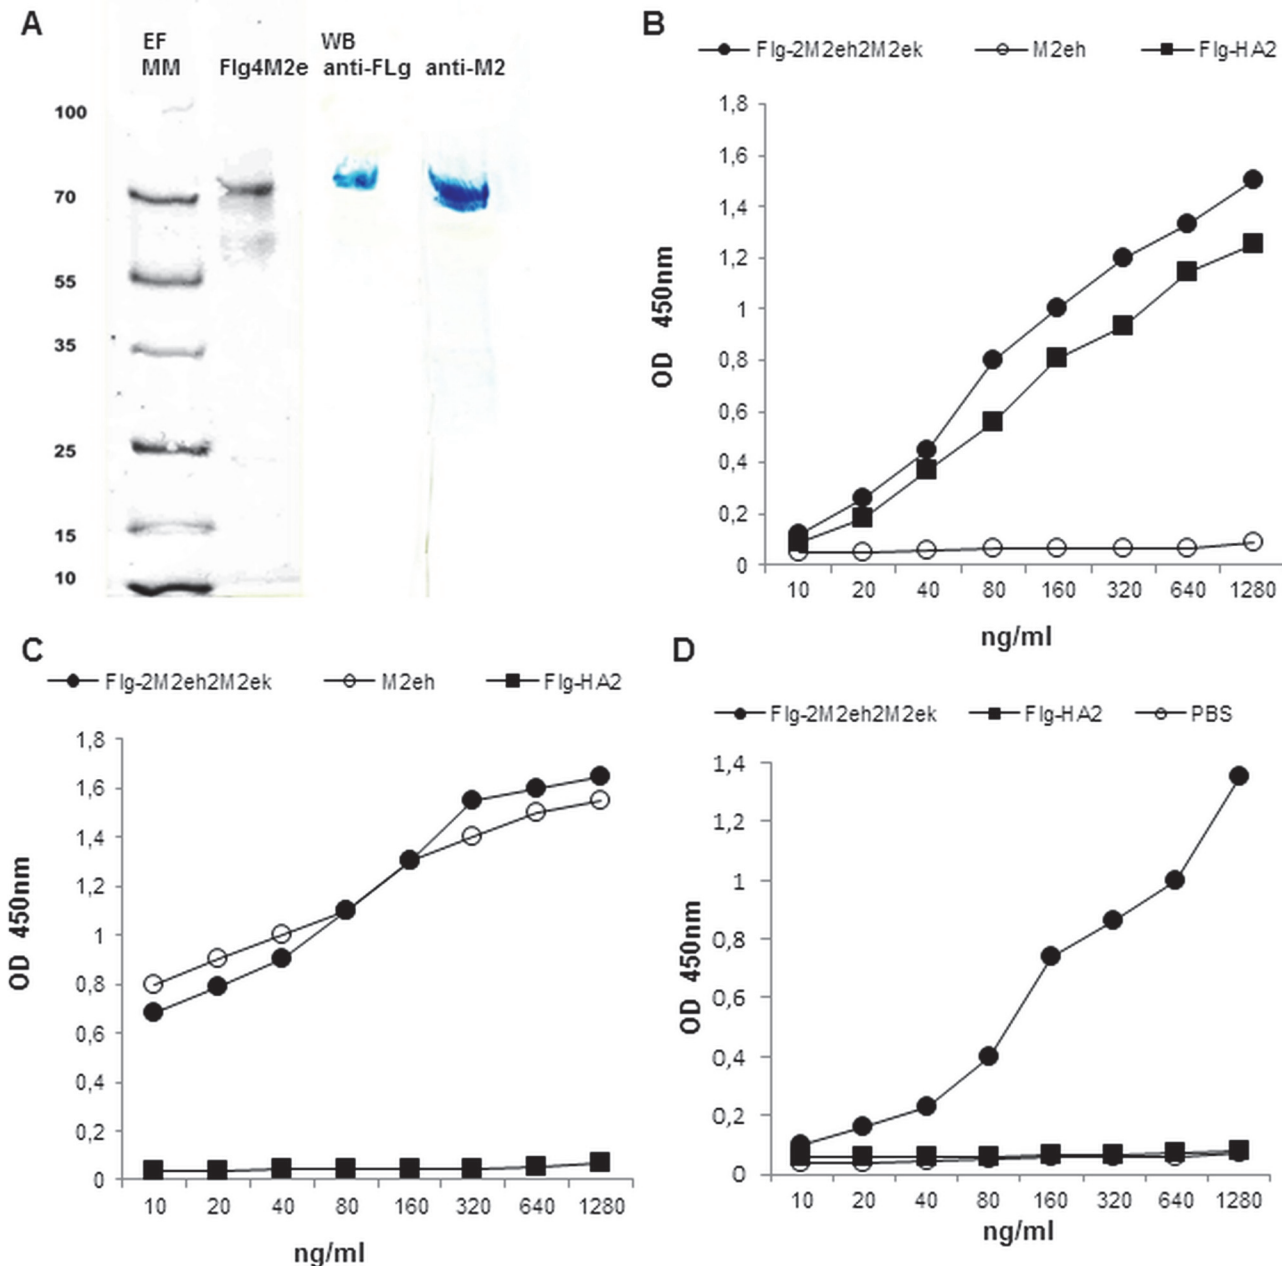 A
EF WB
MM Flg4M2e anti-FLg anti-M2
100
70
55
35
25
15
10
B
Flg-2M2eh2M2ek M2eh Flg-HA2
1,8
1,6
1,4
1,2
1
0,8
0,6
0,4
0,2
0
OD 450nm
10 20 40 80 160 320 640 1280
ng/ml
C
Flg-2M2eh2M2ek M2eh Flg-HA2
1,8
1,6
1,4
1,2
1
0,8
0,6
0,4
0,2
0
OD 450nm
10 20 40 80 160 320 640 1280
ng/ml
D
Flg-2M2eh2M2ek Flg-HA2 PBS
1,4
1,2
1
0,8
0,6
0,4
0,2
0
OD 450nm
10 20 40 80 160 320 640 1280
ng/ml